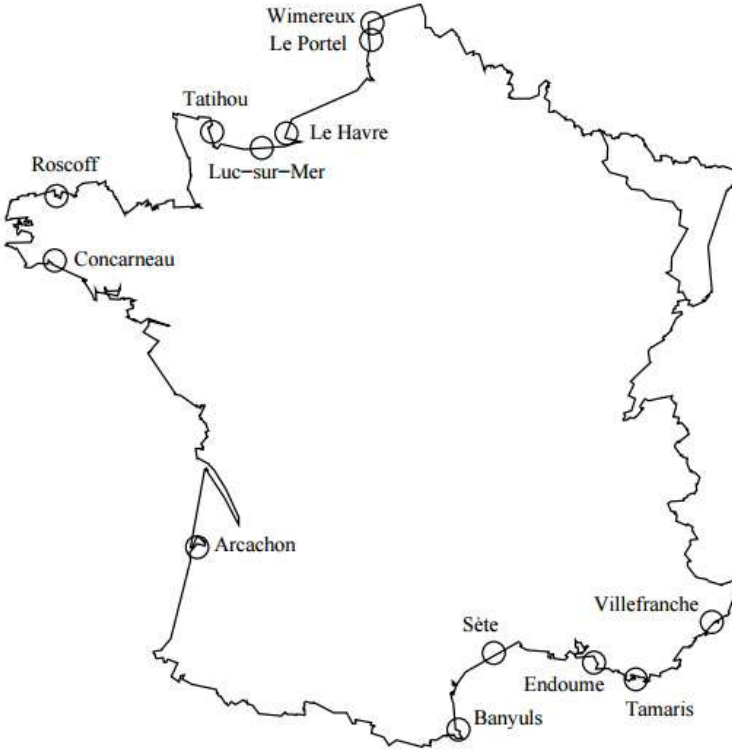 Wimereux
Le Portel
Tatihou
Le Havre
Luc−sur−Mer
Roscoff
Concarneau
Arcachon
Villefranche
Sète
Endoume
Tamaris
Banyuls